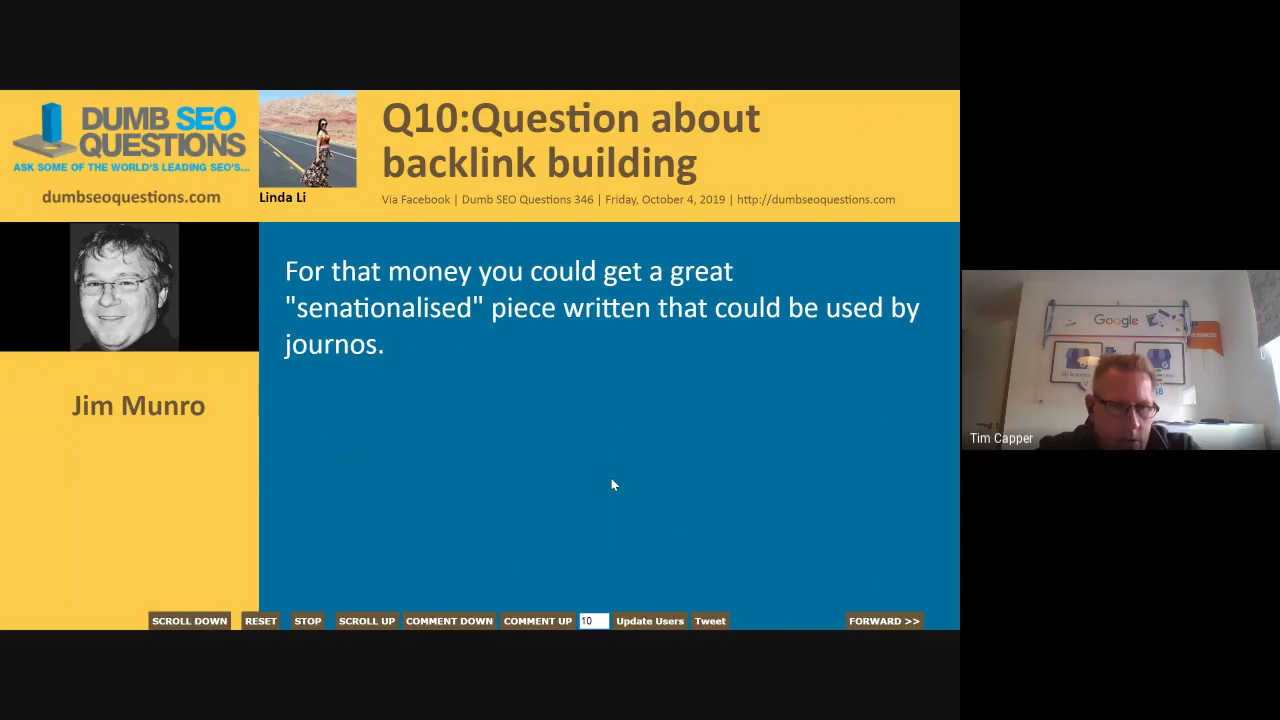 DUMB SEO
QUESTIONS
ASK SOME OF THE WORLD'S LEADING SEO'S...
dumbseoquestions.com
Linda Li
Q10:Question about
backlink building
Via Facebook | Dumb SEO Questions 346 | Friday, October 4, 2019 | http://dumbseoquestions.com
Jim Munro
For that money you could get a great
"senationalised" piece written that could be used by
journos.
SCROLL DOWN RESET STOP SCROLL UP COMMENT DOWN COMMENT UP 10 Update Users Tweet FORWARD >>
Google
Tim Capper